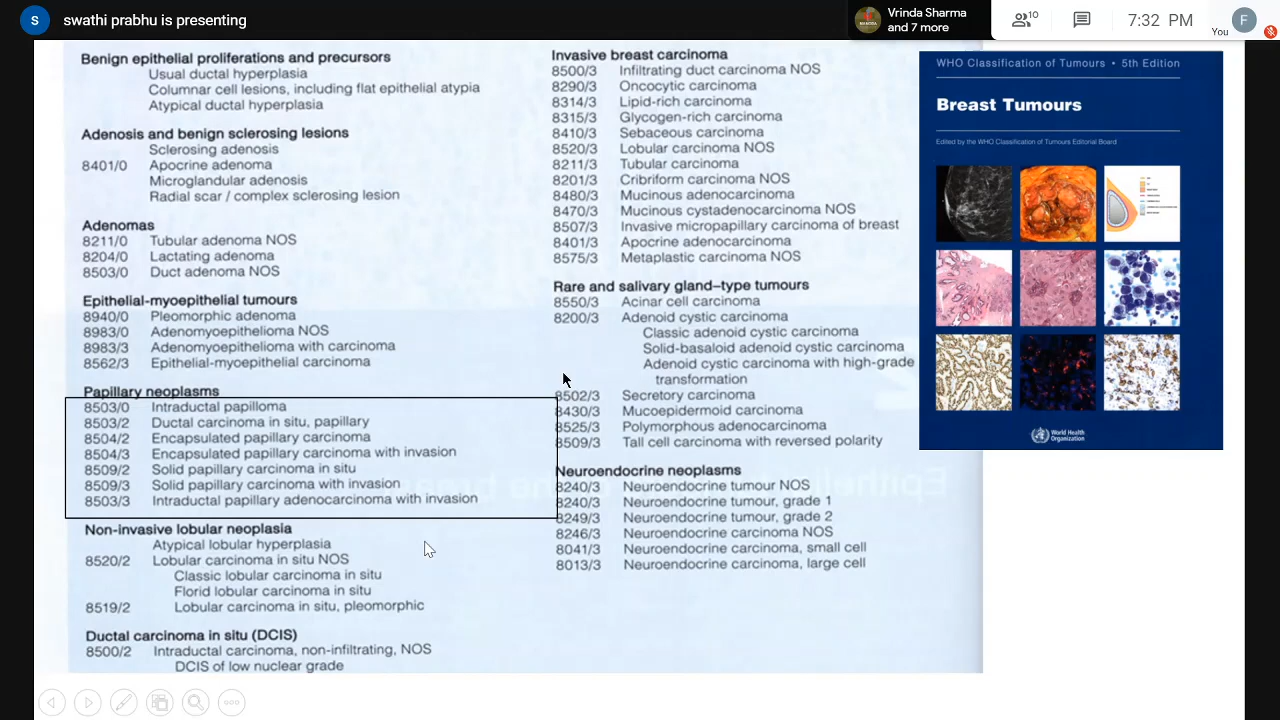 S swathi prabhu is presenting
Vrinda Sharma
and 7 more
10
7:32 PM
You
F
Benign epithelial proliferations and precursors
Usual ductal hyperplasia
Columnar cell lesions, including flat epithelial atypia
Atypical ductal hyperplasia
Adenosis and benign sclerosing lesions
Sclerosing adenosis
8401/0 Apocrine adenoma
Microglandular adenosis
Radial scar / complex sclerosing lesion
Adenomas
8211/0 Tubular adenoma NOS
8204/0 Lactating adenoma
8503/0 Duct adenoma NOS
Epithelial-myoepithelial tumours
8940/0 Pleomorphic adenoma
8983/0 Adenomyoepithelioma NOS
8983/3 Adenomyoepithelioma with carcinoma
8562/3 Epithelial-myoepithelial carcinoma
Papillary neoplasms
8503/0 Intraductal papilloma
8503/2 Ductal carcinoma in situ, papillary
8504/2 Encapsulated papillary carcinoma
8504/3 Encapsulated papillary carcinoma with invasion
8509/2 Solid papillary carcinoma in situ
8509/3 Solid papillary carcinoma with invasion
8503/3 Intraductal papillary adenocarcinoma with invasion
Non-invasive lobular neoplasia
Atypical lobular hyperplasia
8520/2 Lobular carcinoma in situ NOS
Classic lobular carcinoma in situ
Florid lobular carcinoma in situ
8519/2 Lobular carcinoma in situ, pleomorphic
Ductal carcinoma in situ (DCIS)
8500/2 Intraductal carcinoma, non-infiltrating, NOS
DCIS of low nuclear grade
Invasive breast carcinoma
8500/3 Infiltrating duct carcinoma NOS
8290/3 Oncocytic carcinoma
8314/3 Lipid-rich carcinoma
8315/3 Glycogen-rich carcinoma
8410/3 Sebaceous carcinoma
8520/3 Lobular carcinoma NOS
8211/3 Tubular carcinoma
8201/3 Cribriform carcinoma NOS
8480/3 Mucinous adenocarcinoma
8470/3 Mucinous cystadenocarcinoma NOS
8507/3 Invasive micropapillary carcinoma of breast
8401/3 Apocrine adenocarcinoma
8575/3 Metaplastic carcinoma NOS
Rare and salivary gland–type tumours
8550/3 Acinar cell carcinoma
8200/3 Adenoid cystic carcinoma
Classic adenoid cystic carcinoma
Solid-basaloid adenoid cystic carcinoma
Adenoid cystic carcinoma with high-grade
transformation
8502/3 Secretory carcinoma
8430/3 Mucoepidermoid carcinoma
8525/3 Polymorphous adenocarcinoma
8509/3 Tall cell carcinoma with reversed polarity
Neuroendocrine neoplasms
8240/3 Neuroendocrine tumour NOS
8240/3 Neuroendocrine tumour, grade 1
8249/3 Neuroendocrine tumour, grade 2
8246/3 Neuroendocrine carcinoma NOS
8041/3 Neuroendocrine carcinoma, small cell
8013/3 Neuroendocrine carcinoma, large cell
WHO Classification of Tumours • 5th Edition
Breast Tumours
Edited by the WHO Classification of Tumours Editorial Board
World Health
Organization